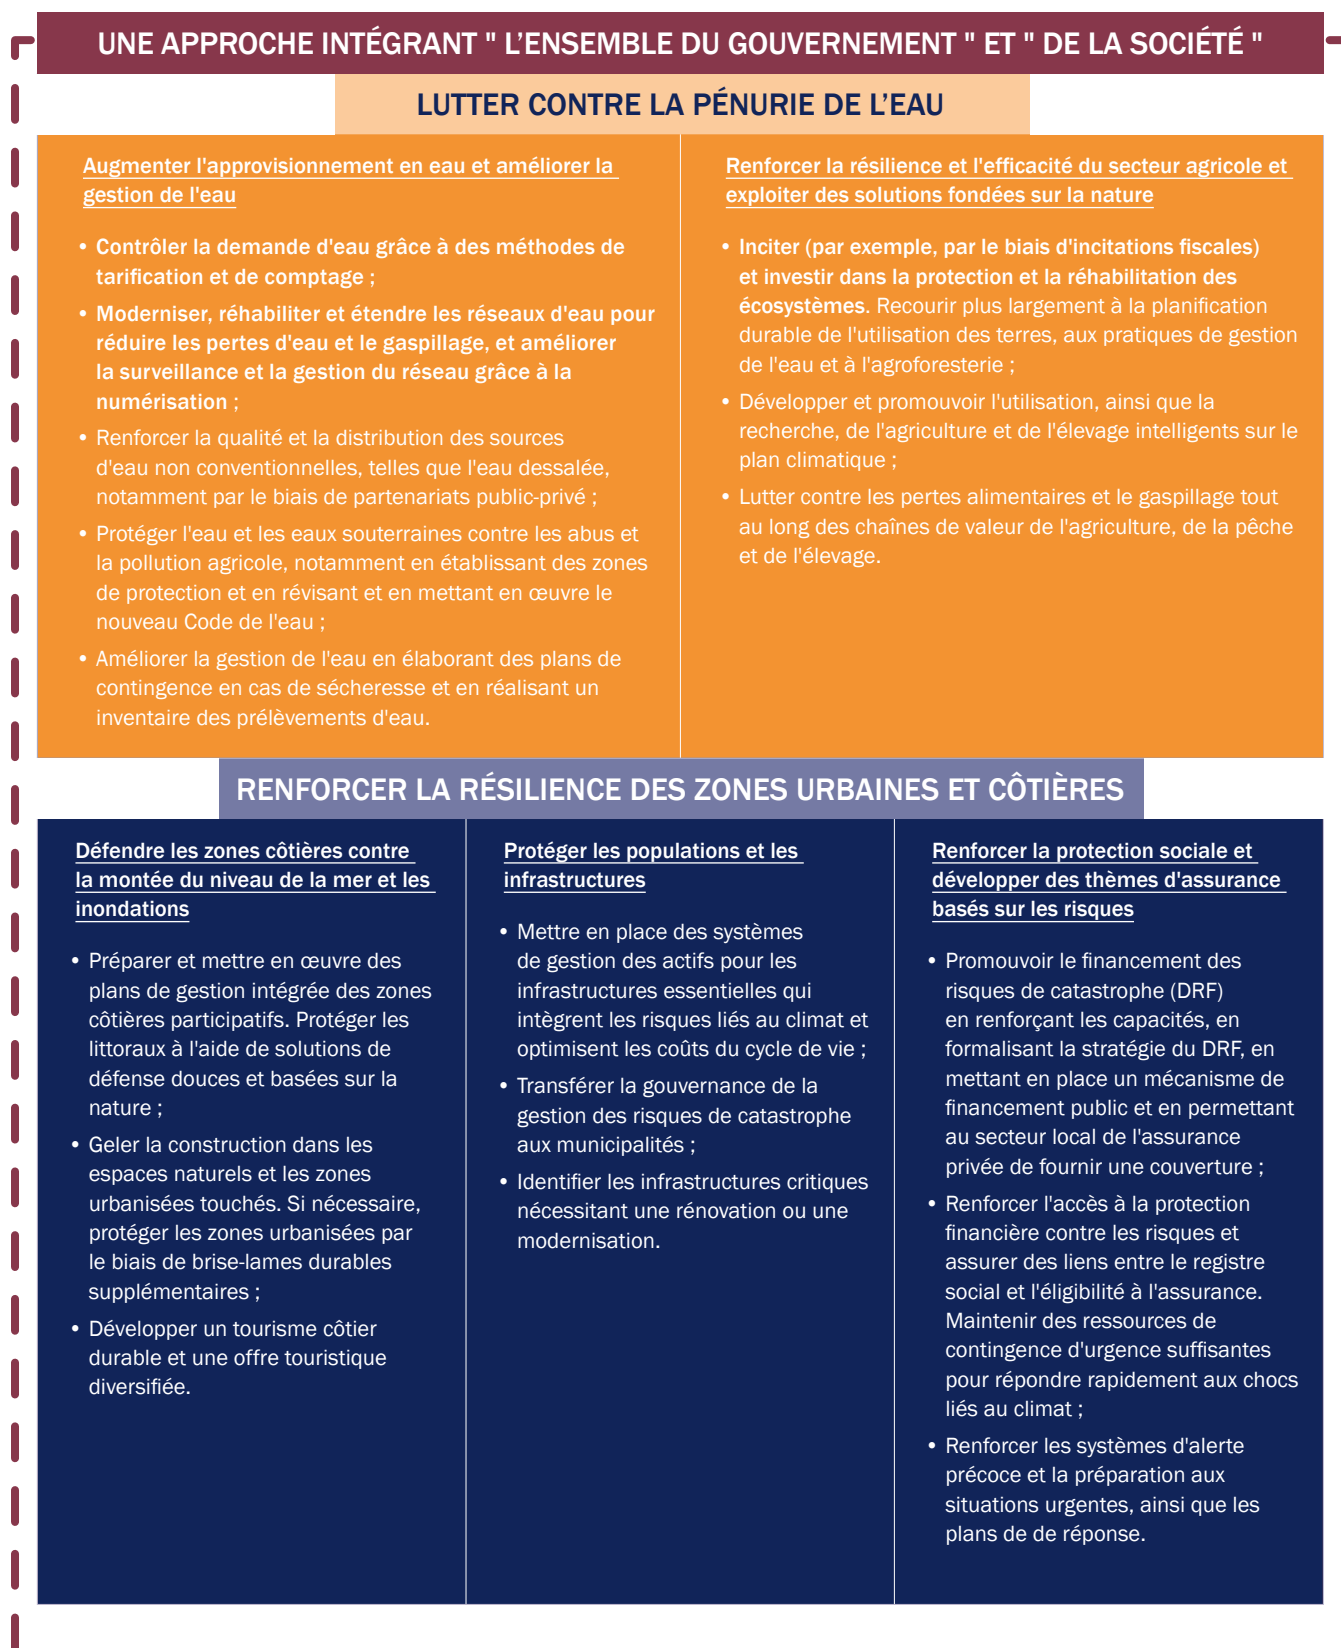 UNE APPROCHE INTÉGRANT " L'ENSEMBLE DU GOUVERNEMENT " ET " DE LA SOCIÉTÉ "
LUTTER CONTRE LA PÉNURIE DE L'EAU
Augmenter l'approvisionnement en eau et améliorer la
gestion de l'eau
• Contrôler la demande d'eau grâce à des méthodes de
tarification et de comptage ;
• Moderniser, réhabiliter et étendre les réseaux d'eau pour
réduire les pertes d'eau et le gaspillage, et améliorer
la surveillance et la gestion du réseau grâce à la
numérisation ;
• Renforcer la qualité et la distribution des sources
d'eau non conventionnelles, telles que l'eau dessalée,
notamment par le biais de partenariats public-privé ;
• Protéger l'eau et les eaux souterraines contre les abus et
la pollution agricole, notamment en établissant des zones
de protection et en révisant et en mettant en œuvre le
nouveau Code de l'eau ;
• Améliorer la gestion de l'eau en élaborant des plans de
contingence en cas de sécheresse et en réalisant un
inventaire des prélèvements d'eau.
Renforcer la résilience et l'efficacité du secteur agricole et
exploiter des solutions fondées sur la nature
• Inciter (par exemple, par le biais d'incitations fiscales)
et investir dans la protection et la réhabilitation des
écosystèmes. Recourir plus largement à la planification
durable de l'utilisation des terres, aux pratiques de gestion
de l'eau et à l'agroforesterie ;
• Développer et promouvoir l'utilisation, ainsi que la
recherche, de l'agriculture et de l'élevage intelligents sur le
plan climatique ;
• Lutter contre les pertes alimentaires et le gaspillage tout
au long des chaînes de valeur de l'agriculture, de la pêche
et de l'élevage.
RENFORCER LA RÉSILIENCE DES ZONES URBAINES ET CÔTIÈRES
Défendre les zones côtières contre
la montée du niveau de la mer et les
inondations
• Préparer et mettre en œuvre des
plans de gestion intégrée des zones
côtières participatifs. Protéger les
littoraux à l'aide de solutions de
défense douces et basées sur la
nature ;
• Geler la construction dans les
espaces naturels et les zones
urbanisées touchés. Si nécessaire,
protéger les zones urbanisées par
le biais de brise-lames durables
supplémentaires ;
• Développer un tourisme côtier
durable et une offre touristique
diversifiée.
Protéger les populations et les
infrastructures
• Mettre en place des systèmes
de gestion des actifs pour les
infrastructures essentielles qui
intègrent les risques liés au climat et
optimisent les coûts du cycle de vie ;
• Transférer la gouvernance de la
gestion des risques de catastrophe
aux municipalités ;
• Identifier les infrastructures critiques
nécessitant une rénovation ou une
modernisation.
Renforcer la protection sociale et
développer des thèmes d'assurance
basés sur les risques
• Promouvoir le financement des
risques de catastrophe (DRF)
en renforçant les capacités, en
formalisant la stratégie du DRF, en
mettant en place un mécanisme de
financement public et en permettant
au secteur local de l'assurance
privée de fournir une couverture ;
• Renforcer l'accès à la protection
financière contre les risques et
assurer des liens entre le registre
social et l'éligibilité à l'assurance.
Maintenir des ressources de
contingence d'urgence suffisantes
pour répondre rapidement aux chocs
liés au climat ;
• Renforcer les systèmes d'alerte
précoce et la préparation aux
situations urgentes, ainsi que les
plans de de réponse.